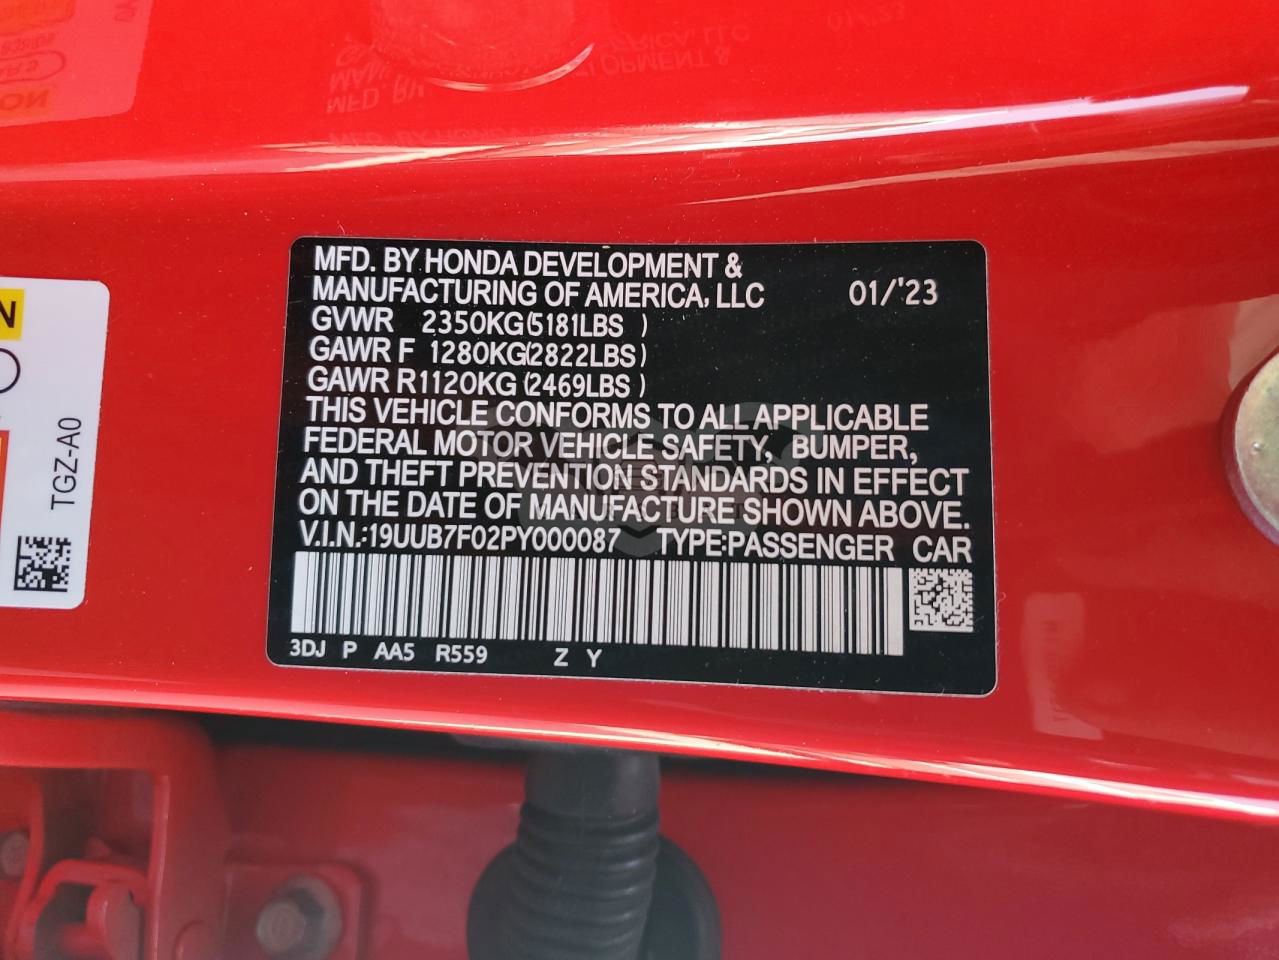 MFD. BY HONDA DEVELOPMENT &
MANUFACTURING OF AMERICA, LLC 01/'23
GVWR 2350KG(5181LBS )
GAWR F 1280KG(2822LBS)
GAWR R1120KG (2469LBS )
THIS VEHICLE CONFORMS TO ALL APPLICABLE
FEDERAL MOTOR VEHICLE SAFETY, BUMPER,
AND THEFT PREVENTION STANDARDS IN EFFECT
ON THE DATE OF MANUFACTURE SHOWN ABOVE.
V.I.N.:19UUB7F02PY000087 TYPE:PASSENGER CAR
3DJ P AA5 R559 Z Y
N
TGZ-A0